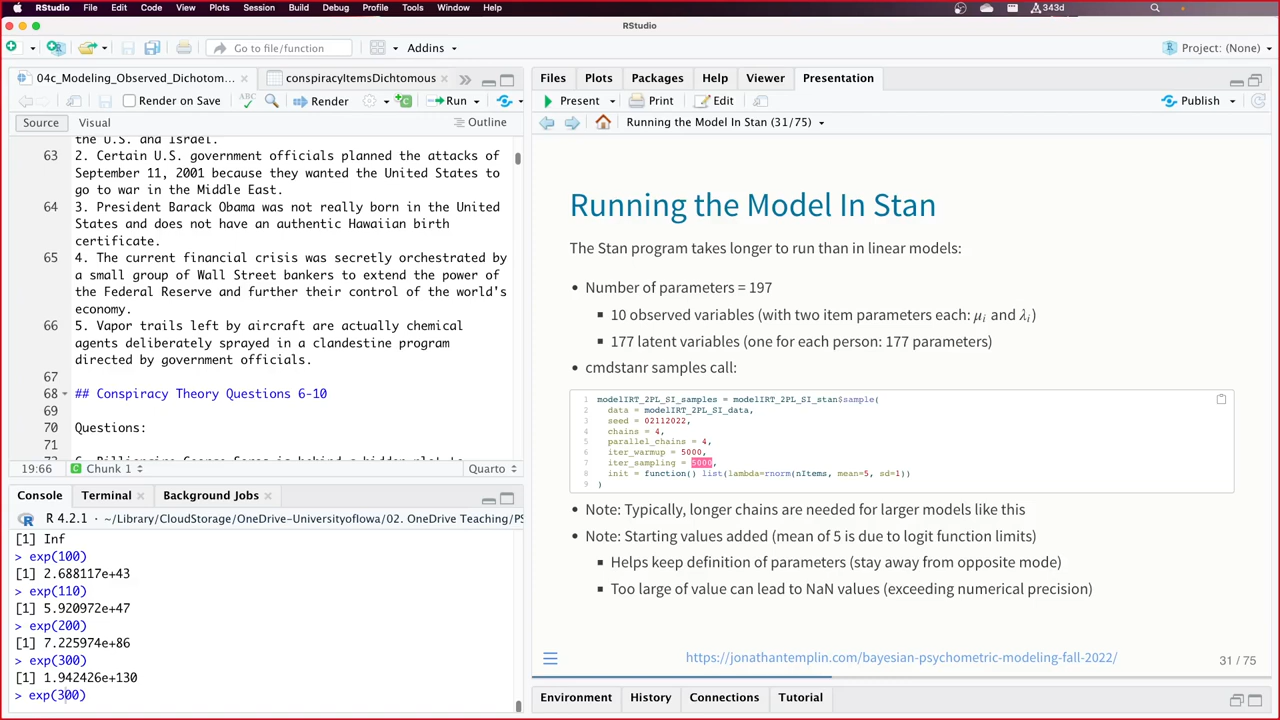 RStudio File Edit Code View Plots Session Build Debug Profile Tools Window Help 343d
RStudio
Go to file/function Addins Project: (None)
04c_Modeling_Observed_Dichotom... conspiracyItemsDichtomous
Render on Save ABC Render Run
Source Visual Outline
the U.S. and Israel.
63 2. Certain U.S. government officials planned the attacks of
September 11, 2001 because they wanted the United States to
go to war in the Middle East.
64 3. President Barack Obama was not really born in the United
States and does not have an authentic Hawaiian birth
certificate.
65 4. The current financial crisis was secretly orchestrated by
a small group of Wall Street bankers to extend the power of
the Federal Reserve and further their control of the world's
economy.
66 5. Vapor trails left by aircraft are actually chemical
agents deliberately sprayed in a clandestine program
directed by government officials.
67
68 ## Conspiracy Theory Questions 6-10
69
70 Questions:
71
19:66 Chunk 1 Quarto
Console Terminal Background Jobs
R 4.2.1 · ~/Library/CloudStorage/OneDrive-UniversityofIowa/02. OneDrive Teaching/PS
[1] Inf
> exp(100)
[1] 2.688117e+43
> exp(110)
[1] 5.920972e+47
> exp(200)
[1] 7.225974e+86
> exp(300)
[1] 1.942426e+130
> exp(300)
Files Plots Packages Help Viewer Presentation
Present Print Edit Publish
Running the Model In Stan (31/75)
Running the Model In Stan
The Stan program takes longer to run than in linear models:
• Number of parameters = 197
▪ 10 observed variables (with two item parameters each: μi and λi)
▪ 177 latent variables (one for each person: 177 parameters)
• cmdstanr samples call:
1 modelIRT_2PL_SI_samples = modelIRT_2PL_SI_stan$sample(
2 data = modelIRT_2PL_SI_data,
3 seed = 02112022,
4 chains = 4,
5 parallel_chains = 4,
6 iter_warmup = 5000,
7 iter_sampling = 5000,
8 init = function() list(lambda=rnorm(nItems, mean=5, sd=1))
9 )
• Note: Typically, longer chains are needed for larger models like this
• Note: Starting values added (mean of 5 is due to logit function limits)
▪ Helps keep definition of parameters (stay away from opposite mode)
▪ Too large of value can lead to NaN values (exceeding numerical precision)
https://jonathantemplin.com/bayesian-psychometric-modeling-fall-2022/ 31 / 75
Environment History Connections Tutorial